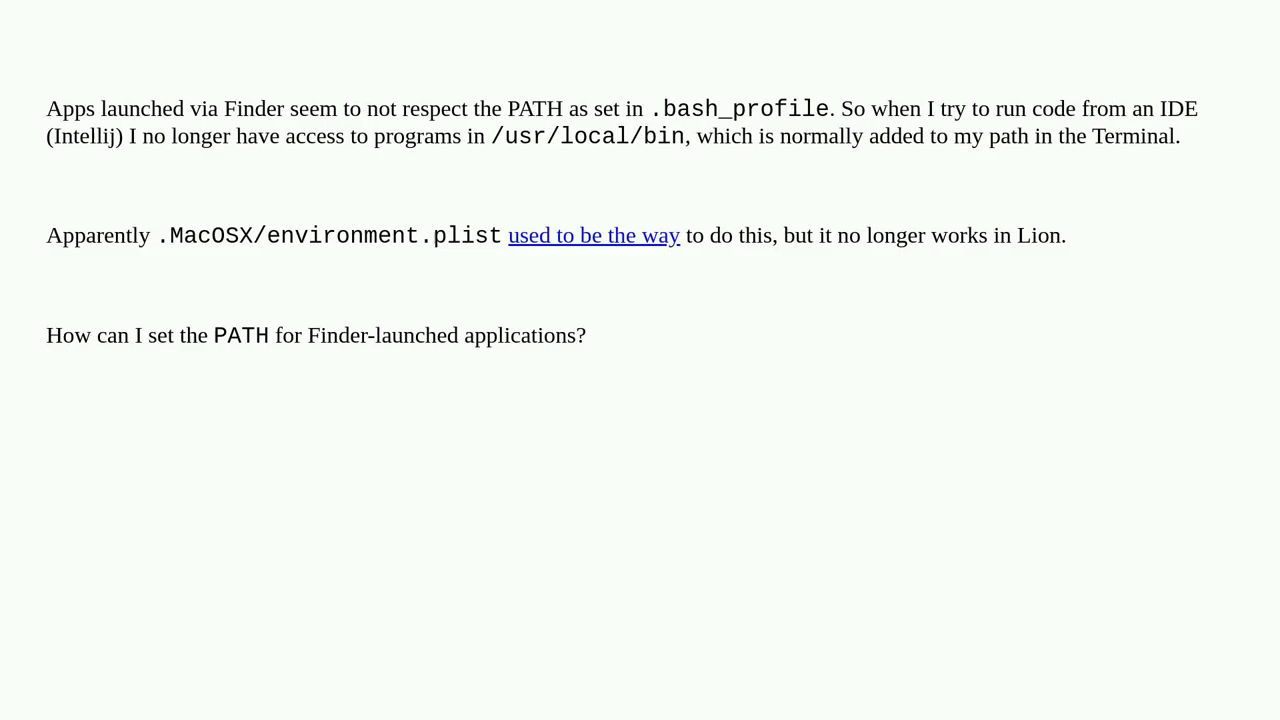 Apps launched via Finder seem to not respect the PATH as set in .bash_profile. So when I try to run code from an IDE
(Intellij) I no longer have access to programs in /usr/local/bin, which is normally added to my path in the Terminal.
Apparently .MacOSX/environment.plist used to be the way to do this, but it no longer works in Lion.
How can I set the PATH for Finder-launched applications?